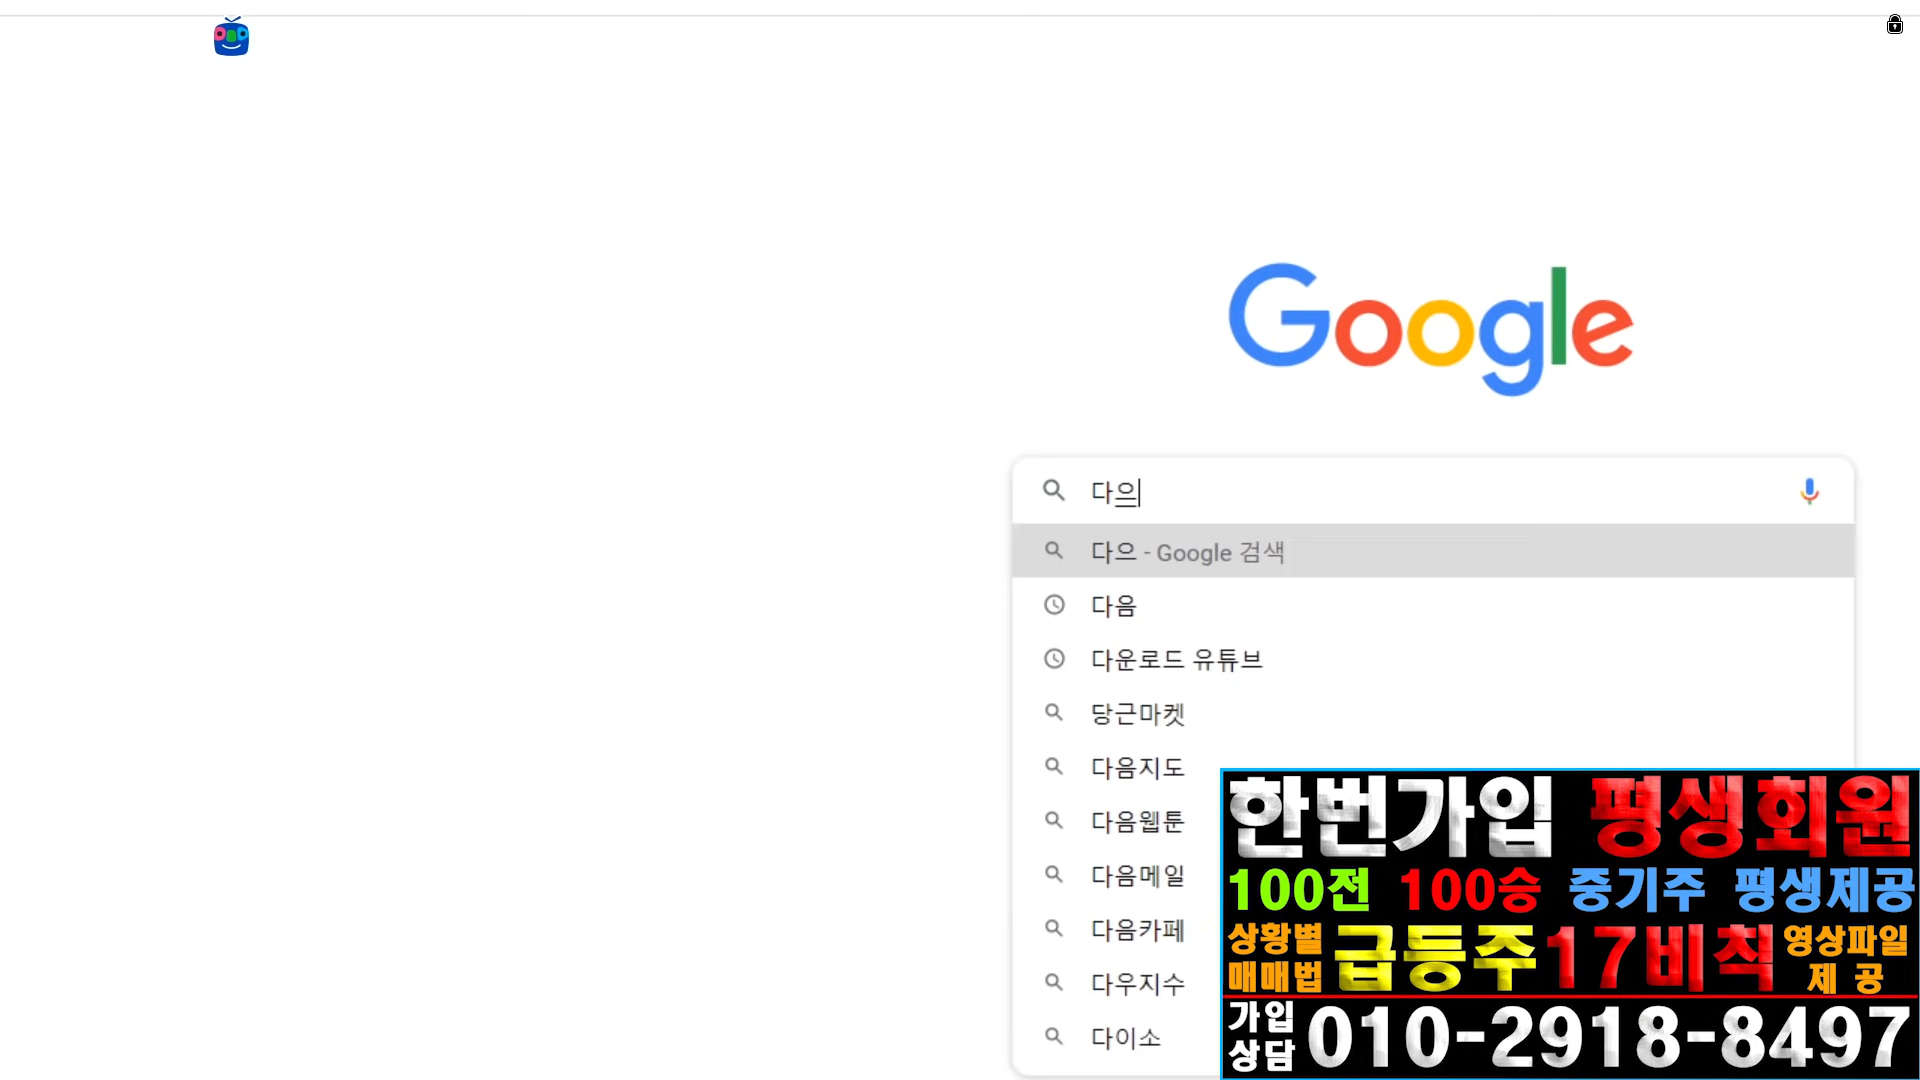 Google
다으
다으 - Google 검색
다음
다운로드 유튜브
당근마켓
다음지도
다음웹툰
다음메일
다음카페
다우지수
다이소
한번가입 평생회원
100전 100승 중기주 평생제공
상황별 매매법 급등주17비칙 영상파일 제공
가입상담 010-2918-8497